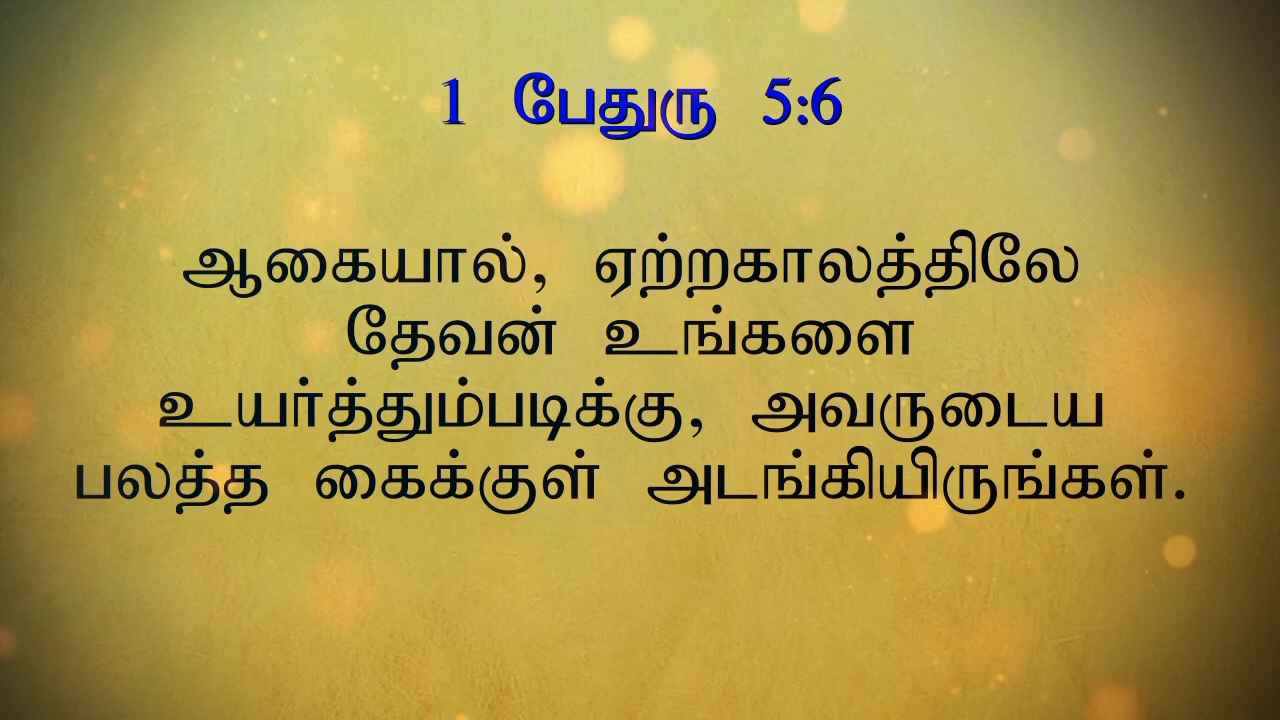 1 பேதுரு 5:6
ஆகையால், ஏற்றகாலத்திலே
தேவன் உங்களை
உயர்த்தும்படிக்கு, அவருடைய
பலத்த கைக்குள் அடங்கியிருங்கள்.